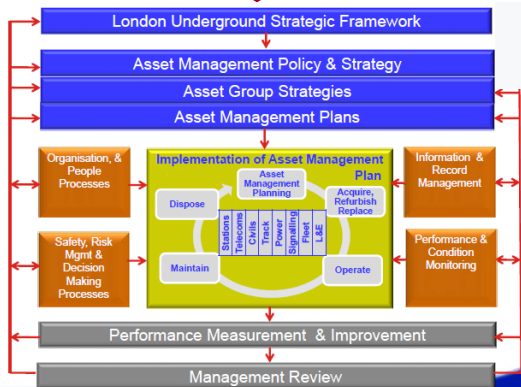 London Underground Strategic Framework
Asset Management Policy & Strategy
Asset Group Strategies
Asset Management Plans
Organisation, &
People
Processes
Safety, Risk
Mgmt &
Decision
Making
Processes
Implementation of Asset Management
Plan
Asset
Management
Planning
Acquire,
Refurbish
Replace
Operate
Maintain
Dispose
Stations
Telecoms
Civils
Track
Power
Signalling
Fleet
L&E
Information &
Record
Management
Performance &
Condition
Monitoring
Performance Measurement & Improvement
Management Review